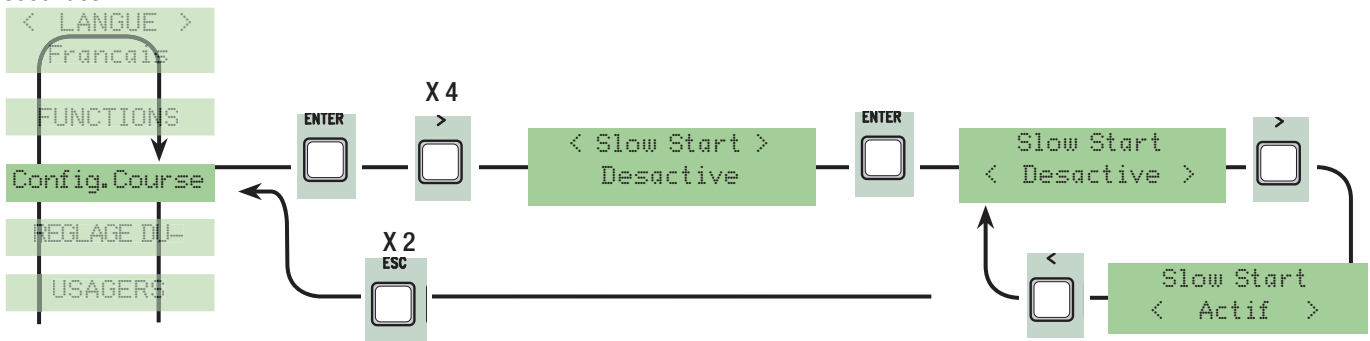 < LANGUE >
Francais
FUNCTIONS
Config.Course
REGLAGE DU-
USAGERS
ENTER
X 4
>
< Slow Start >
Desactive
ENTER
Slow Start
< Desactive >
>
X 2
ESC
<
Slow Start
< Actif >